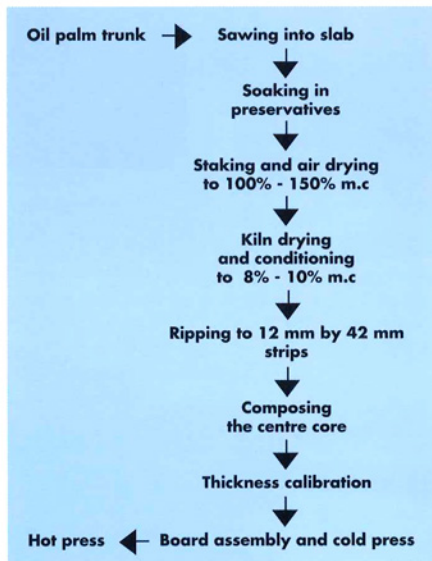 Oil palm trunk
Sawing into slab
Soaking in
preservatives
Staking and air drying
to 100% - 150% m.c
Kiln drying
and conditioning
to 8% - 10% m.c
Ripping to 12 mm by 42 mm
strips
Composing
the centre core
Thickness calibration
Board assembly and cold press
Hot press